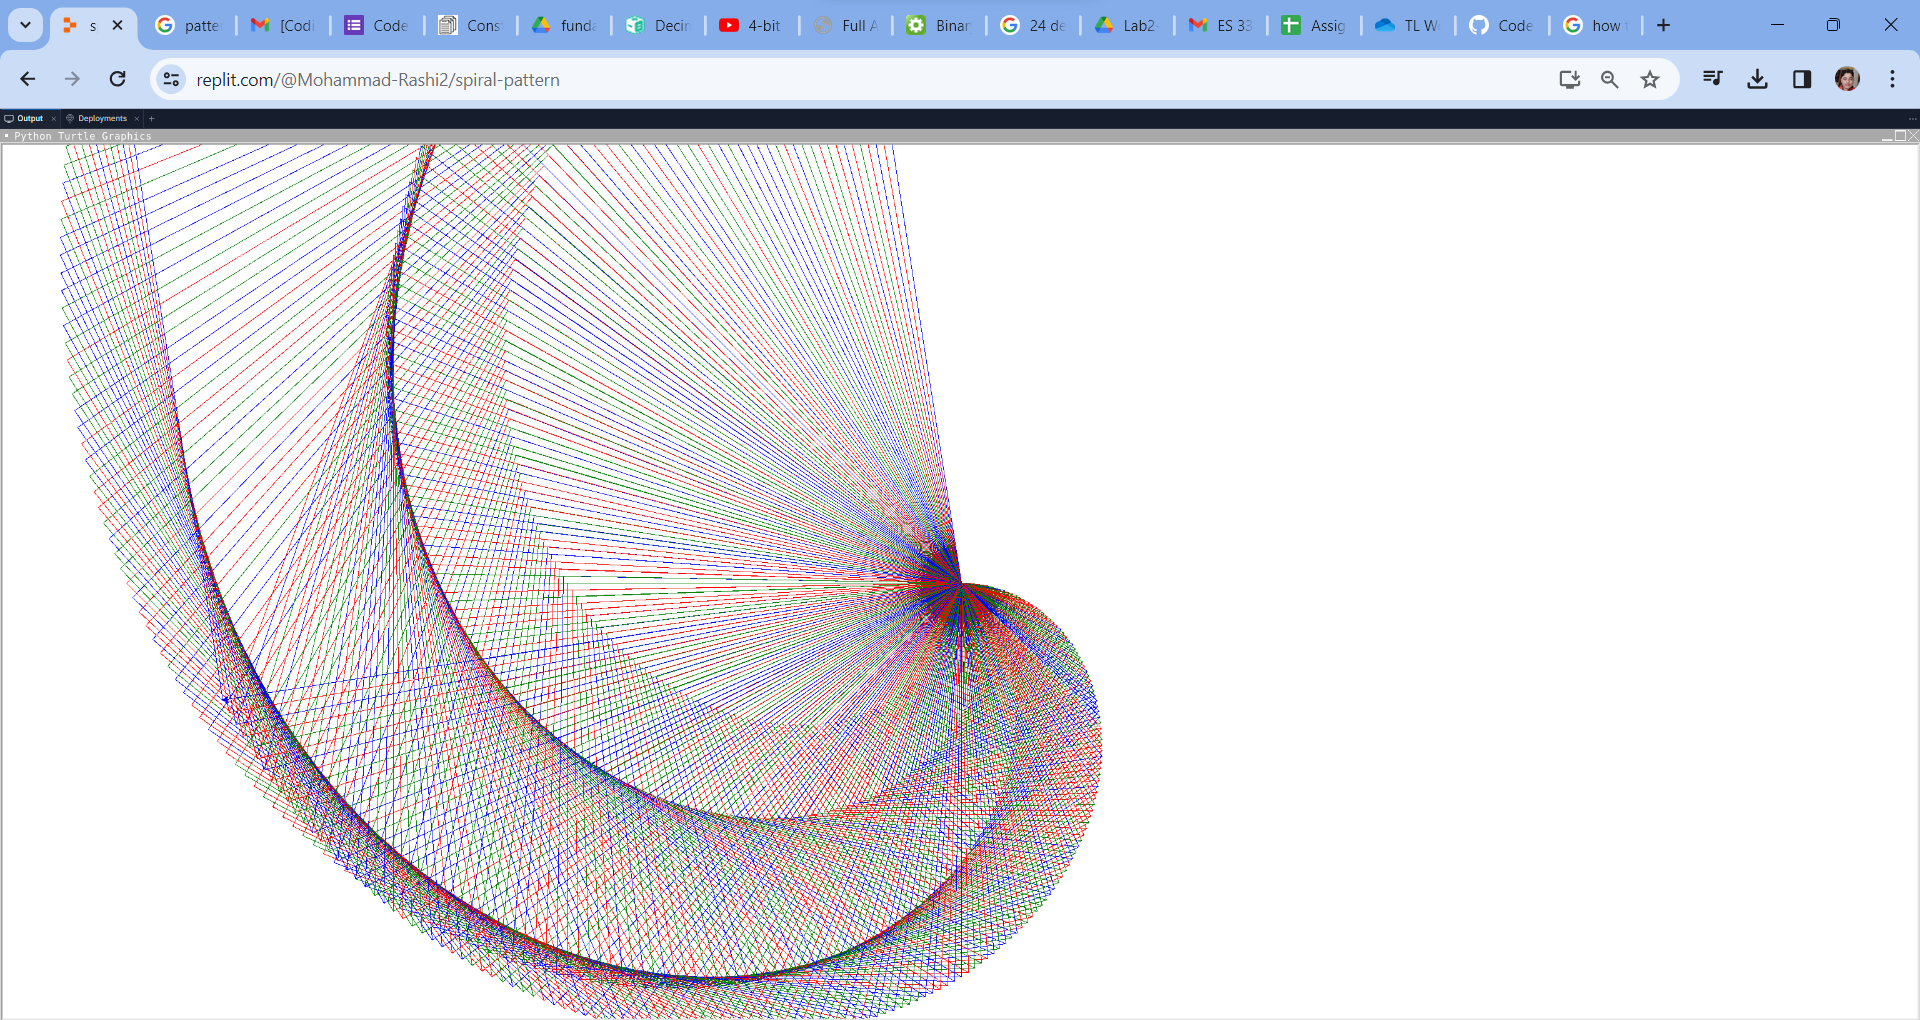 s patte [Codi Code Cons funda Decir 4-bit Full A Binar 24 de Lab2- ES 33 Assig TL W Code how t
replit.com/@Mohammad-Rashi2/spiral-pattern
Output Deployments
Python Turtle Graphics